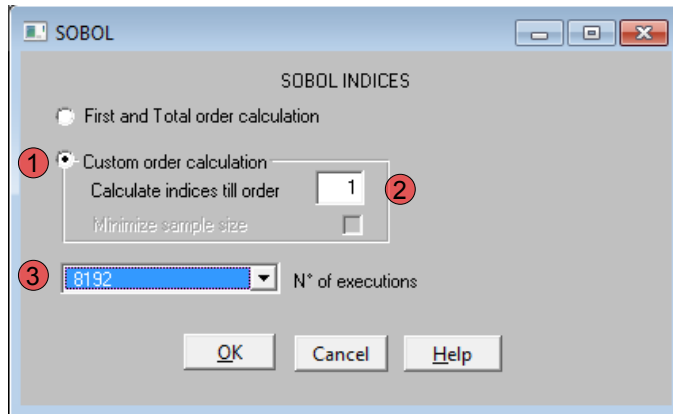 SOBOL
SOBOL INDICES
First and Total order calculation
1 Custom order calculation
Calculate indices till order 1 2
Minimize sample size
3 8192 N° of executions
OK Cancel Help